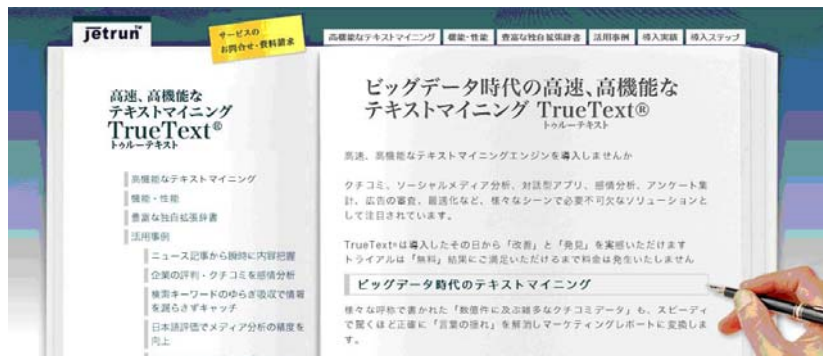 jetrun™
サービスの
お問合せ・資料請求
高機能なテキストマイニング 機能・性能 豊富な独自拡張辞書 活用事例 導入実績 導入ステップ
高速、高機能な
テキストマイニング
TrueText®
トゥルーテキスト
高機能なテキストマイニング
機能・性能
豊富な独自拡張辞書
活用事例
ニュース記事から瞬時に内容把握
企業の評判・クチコミを感情分析
検索キーワードのゆらぎ吸収で情報
を漏らさずキャッチ
日本語評価でメディア分析の精度を
向上
ビッグデータ時代の高速、高機能な
テキストマイニング TrueText®
トゥルーテキスト
高速、高機能なテキストマイニングエンジンを導入しませんか
クチコミ、ソーシャルメディア分析、対話型アプリ、感情分析、アンケート集
計、広告の審査、最適化など、様々なシーンで必要不可欠なソリューションと
して注目されています。
TrueText®は導入したその日から「改善」と「発見」を実感いただけます
トライアルは「無料」結果にご満足いただけるまで料金は発生いたしません
ビッグデータ時代のテキストマイニング
様々な呼称で書かれた「数億件に及ぶ雑多なクチコミデータ」も、スピーディ
で驚くほど正確に「言葉の揺れ」を解消しマーケティングレポートに変換しま
す。